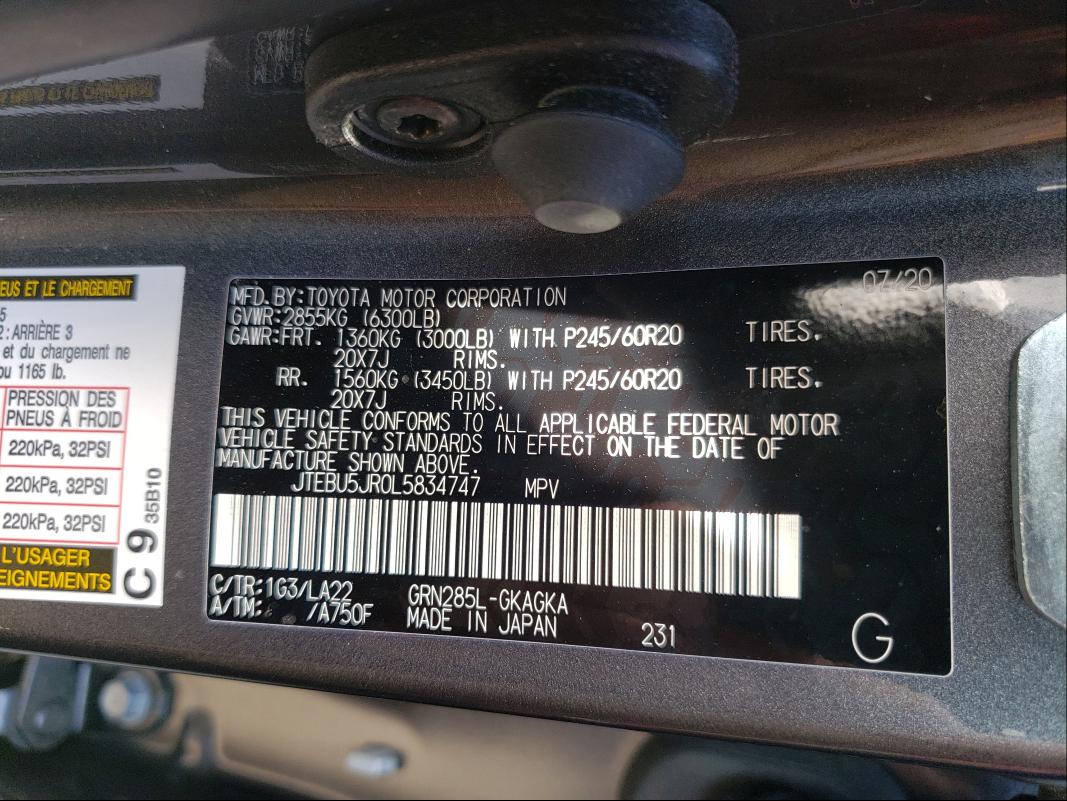 NEUS ET LE CHARGEMENT
5
2: ARRIÈRE 3
et du chargement ne
ou 1165 lb.
PRESSION DES
PNEUS À FROID
220kPa, 32PSI
220kPa, 32PSI
220kPa, 32PSI
L'USAGER
EIGNEMENTS
C 9 35B10
07/20
MFD. BY: TOYOTA MOTOR CORPORATION
GVWR: 2855KG (6300LB)
GAWR: FRT. 1360KG (3000LB) WITH P245/60R20 TIRES.
20X7J RIMS.
RR. 1560KG (3450LB) WITH P245/60R20 TIRES.
20X7J RIMS.
THIS VEHICLE CONFORMS TO ALL APPLICABLE FEDERAL MOTOR
VEHICLE SAFETY STANDARDS IN EFFECT ON THE DATE OF
MANUFACTURE SHOWN ABOVE.
JTEBU5JR0L5834747 MPV
C/TR: 1G3/LA22 GRN285L-GKAGKA
A/TM: /A750F MADE IN JAPAN 231
G